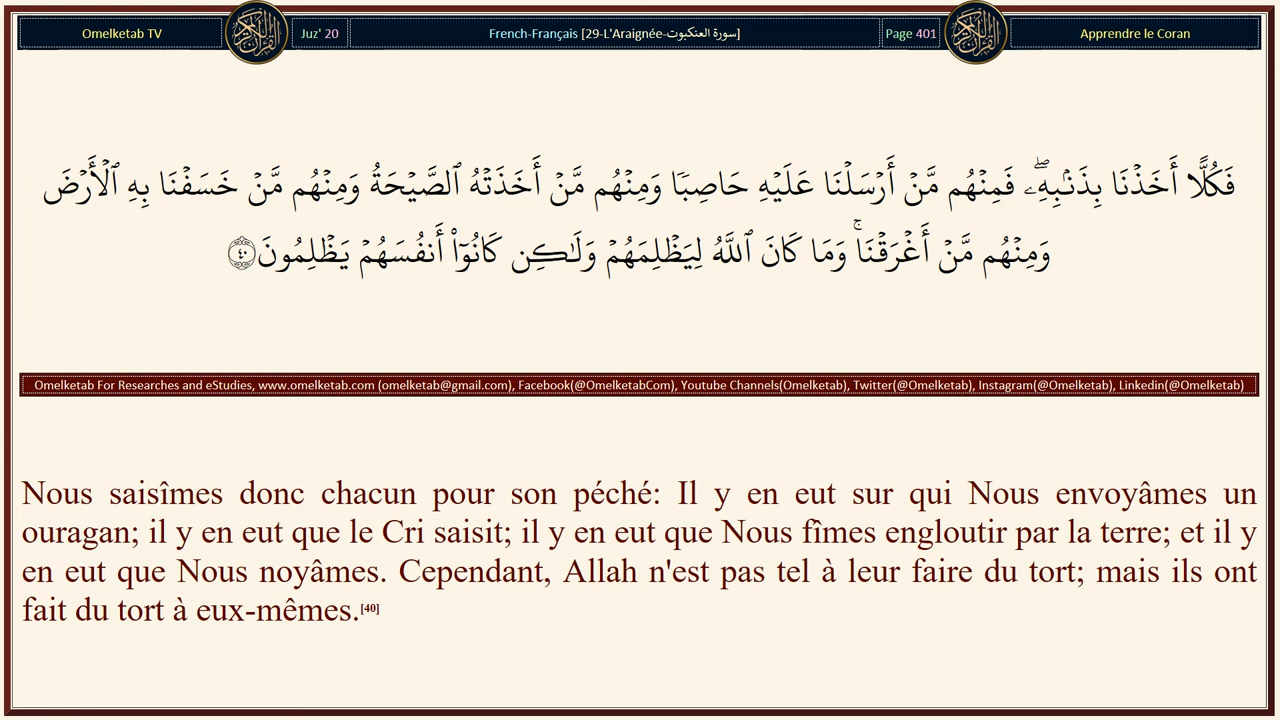 Omelketab TV
Juz' 20
French-Français [29-L'Araignée-سورة العنكبوت]
Page 401
Apprendre le Coran
فَكُلًّا أَخَذۡنَا بِذَنۢبِهِۦۖ فَمِنۡهُم مَّنۡ أَرۡسَلۡنَا عَلَيۡهِ حَاصِبٗا وَمِنۡهُم مَّنۡ أَخَذَتۡهُ ٱلصَّيۡحَةُ وَمِنۡهُم مَّنۡ خَسَفۡنَا بِهِ ٱلۡأَرۡضَ
وَمِنۡهُم مَّنۡ أَغۡرَقۡنَاۚ وَمَا كَانَ ٱللَّهُ لِيَظۡلِمَهُمۡ وَلَٰكِن كَانُوٓاْ أَنفُسَهُمۡ يَظۡلِمُونَ ٤٠
Omelketab For Researches and eStudies, www.omelketab.com (omelketab@gmail.com), Facebook(@OmelketabCom), Youtube Channels(Omelketab), Twitter(@Omelketab), Instagram(@Omelketab), Linkedin(@Omelketab)
Nous saisîmes donc chacun pour son péché: Il y en eut sur qui Nous envoyâmes un
ouragan; il y en eut que le Cri saisit; il y en eut que Nous fîmes engloutir par la terre; et il y
en eut que Nous noyâmes. Cependant, Allah n'est pas tel à leur faire du tort; mais ils ont
fait du tort à eux-mêmes.[40]